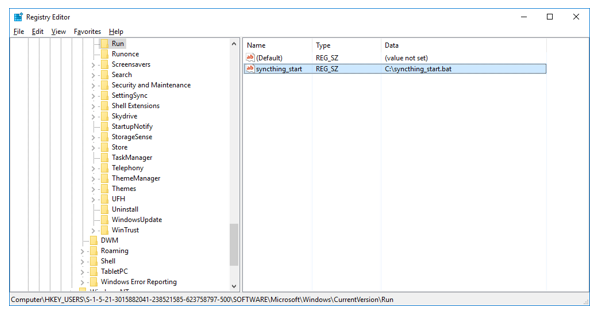 Registry Editor
File Edit View Favorites Help
Run
Runonce
Screensavers
Search
Security and Maintenance
SettingSync
Shell Extensions
Skydrive
StartupNotify
StorageSense
Store
TaskManager
Telephony
ThemeManager
Themes
UFH
Uninstall
WindowsUpdate
WinTrust
DWM
Roaming
Shell
TabletPC
Windows Error Reporting
Name Type Data
(Default) REG_SZ (value not set)
syncthing_start REG_SZ C:\syncthing_start.bat
Computer\HKEY_USERS\S-1-5-21-3015882041-238521585-623758797-500\SOFTWARE\Microsoft\Windows\CurrentVersion\Run